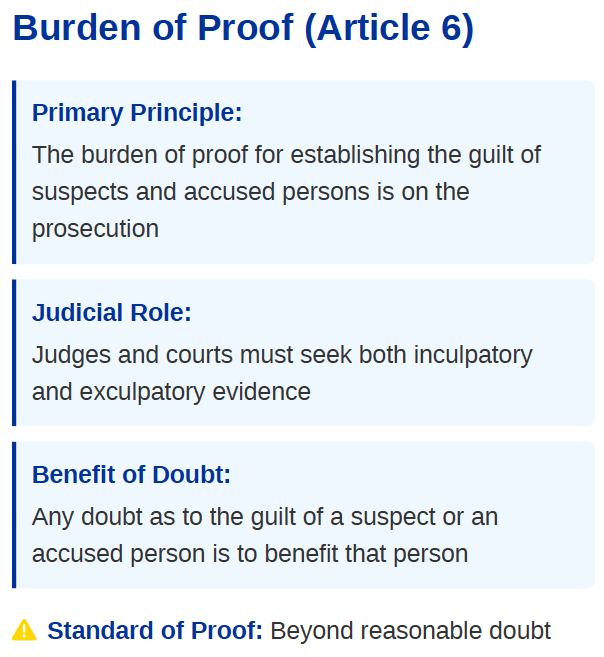 Burden of Proof (Article 6)
Primary Principle:
The burden of proof for establishing the guilt of
suspects and accused persons is on the
prosecution
Judicial Role:
Judges and courts must seek both inculpatory
and exculpatory evidence
Benefit of Doubt:
Any doubt as to the guilt of a suspect or an
accused person is to benefit that person
Standard of Proof: Beyond reasonable doubt